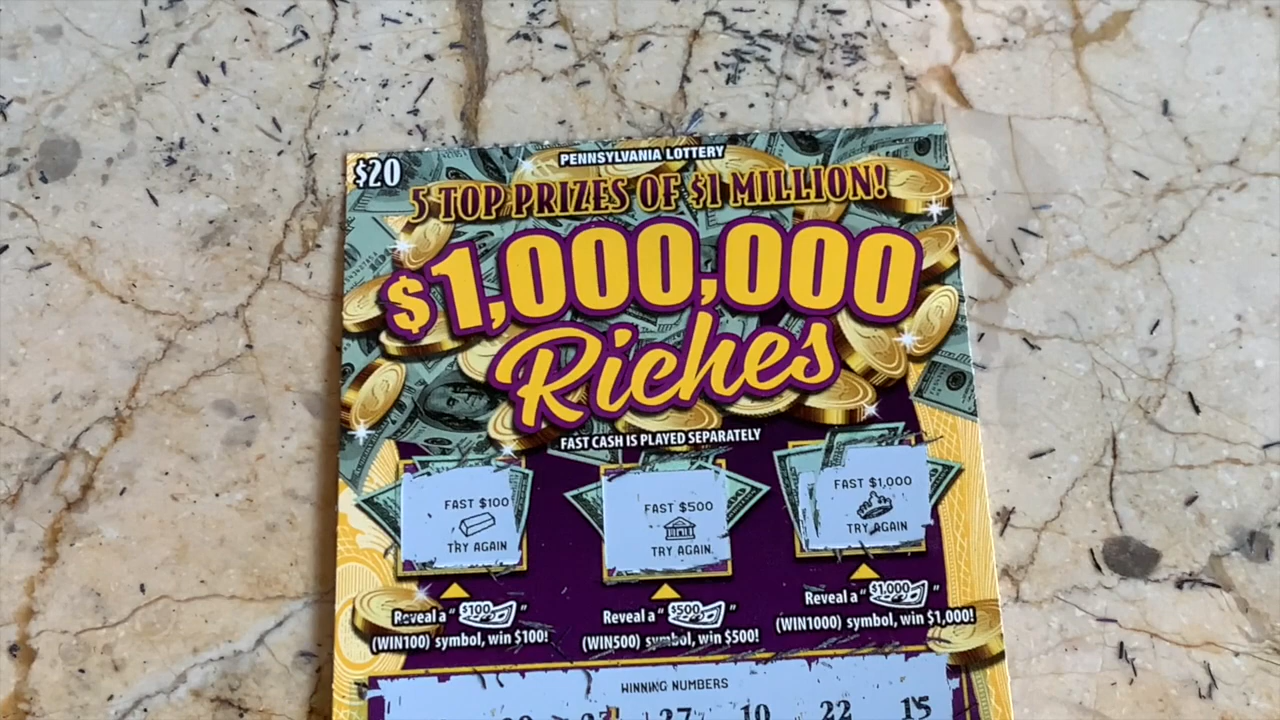 $20
PENNSYLVANIA LOTTERY
5 TOP PRIZES OF $1 MILLION!
$1,000,000
Riches
FAST CASH IS PLAYED SEPARATELY
FAST $100
TRY AGAIN
FAST $500
TRY AGAIN
FAST $1,000
TRY AGAIN
Reveal a "$100"
(WIN100) symbol, win $100!
Reveal a "$500"
(WIN500) symbol, win $500!
Reveal a "$1,000"
(WIN1000) symbol, win $1,000!
WINNING NUMBERS
27 10 22 15